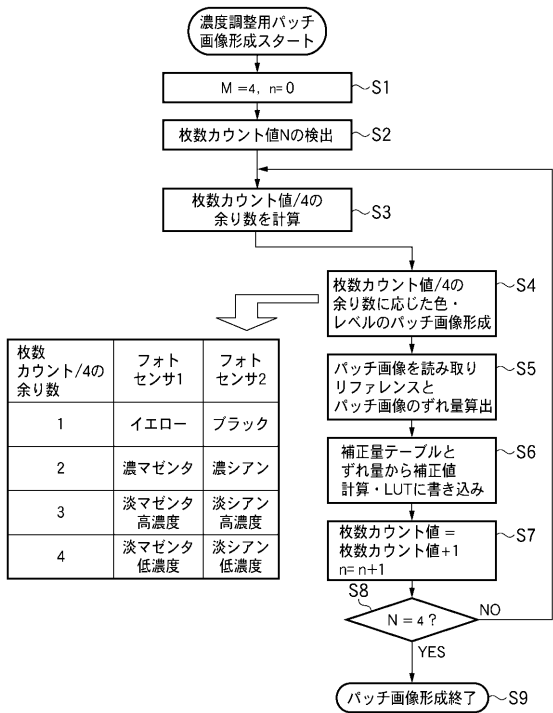 濃度調整用パッチ
画像形成スタート
M=4, n=0
S1
枚数カウント値Nの検出
S2
枚数カウント値/4の
余り数を計算
S3
枚数カウント値/4の
余り数に応じた色・
レベルのパッチ画像形成
S4
パッチ画像を読み取り
リファレンスと
パッチ画像のずれ量算出
S5
補正量テーブルと
ずれ量から補正値
計算・LUTに書き込み
S6
枚数カウント値=
枚数カウント値+1
n=n+1
S7
S8
N=4?
NO
YES
パッチ画像形成終了
S9
枚数
カウント/4の
余り数
フォト
センサ1
フォト
センサ2
1
イエロー
ブラック
2
濃マゼンタ
濃シアン
3
淡マゼンタ
高濃度
淡シアン
高濃度
4
淡マゼンタ
低濃度
淡シアン
低濃度